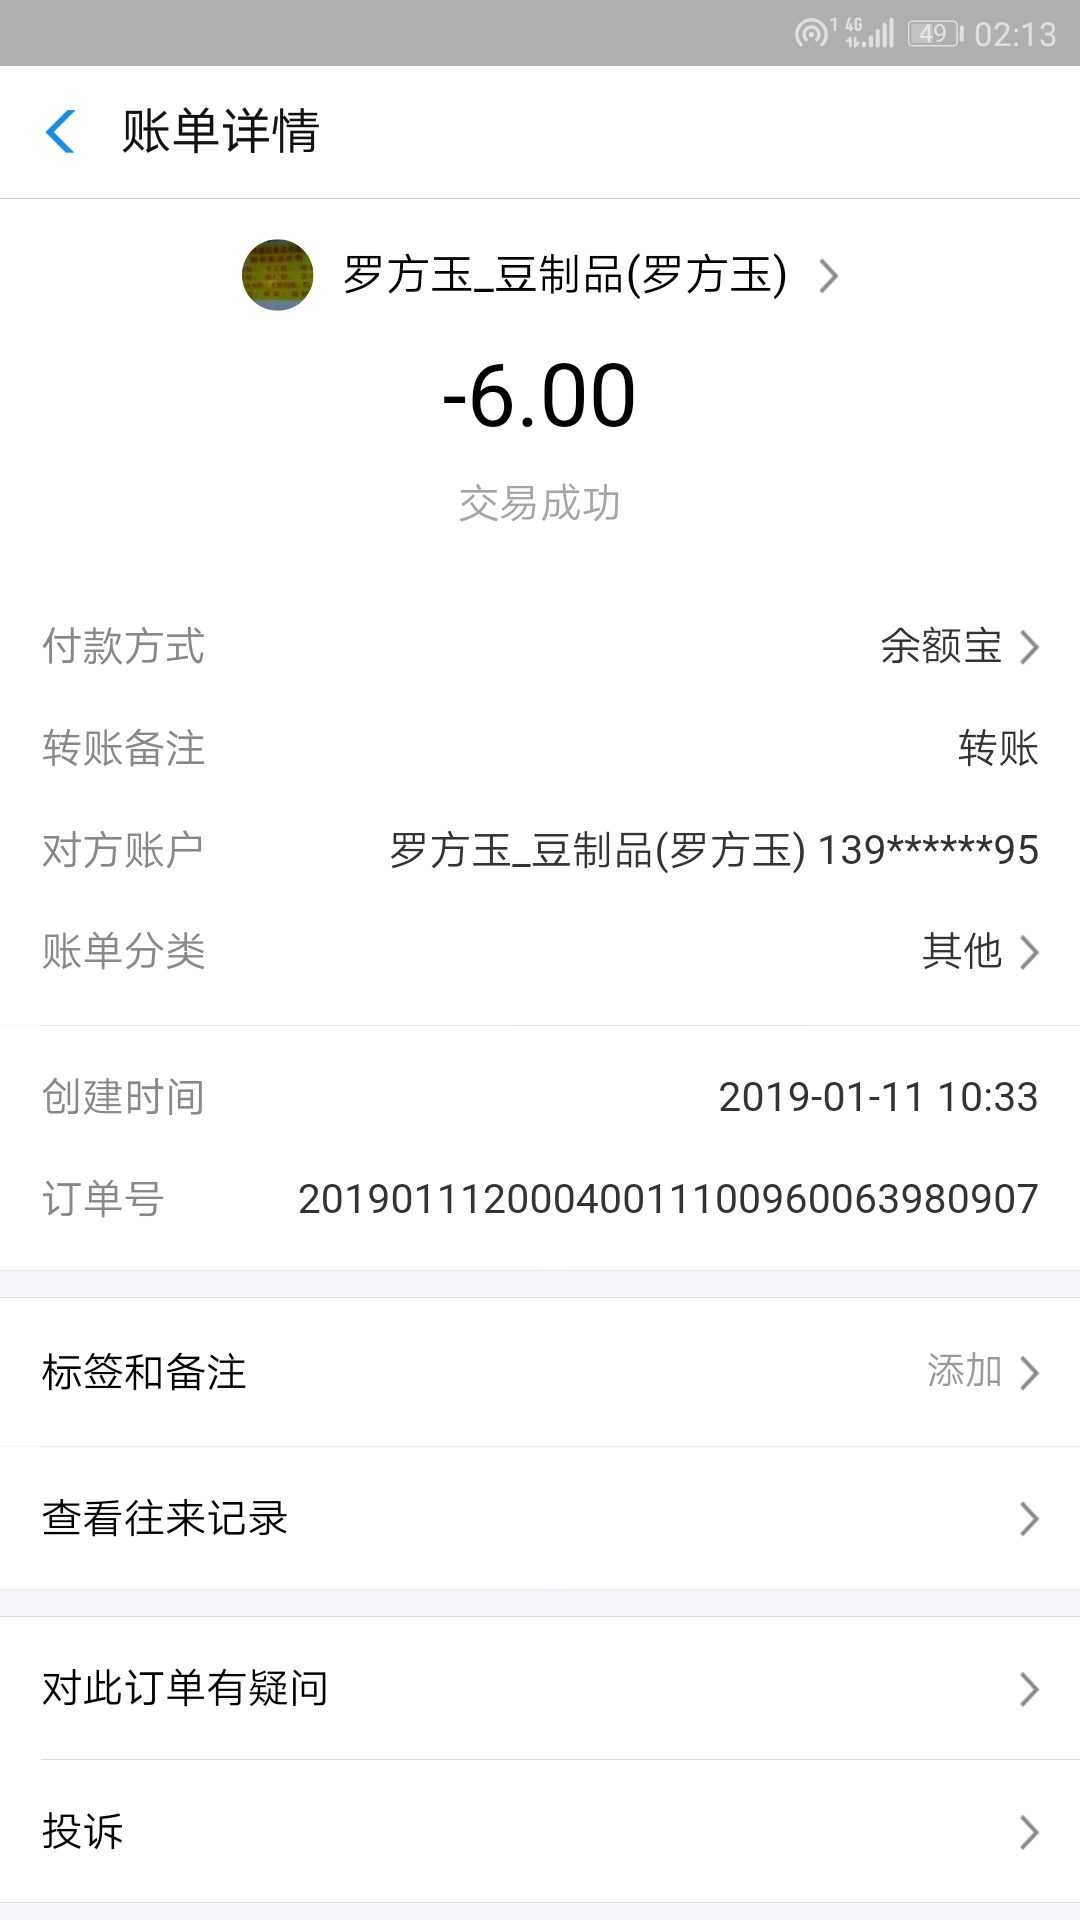 1 4G 49 02:13
账单详情
罗方玉_豆制品(罗方玉)
-6.00
交易成功
付款方式 余额宝
转账备注 转账
对方账户 罗方玉_豆制品(罗方玉) 139******95
账单分类 其他
创建时间 2019-01-11 10:33
订单号 20190111200040011100960063980907
标签和备注 添加
查看往来记录
对此订单有疑问
投诉